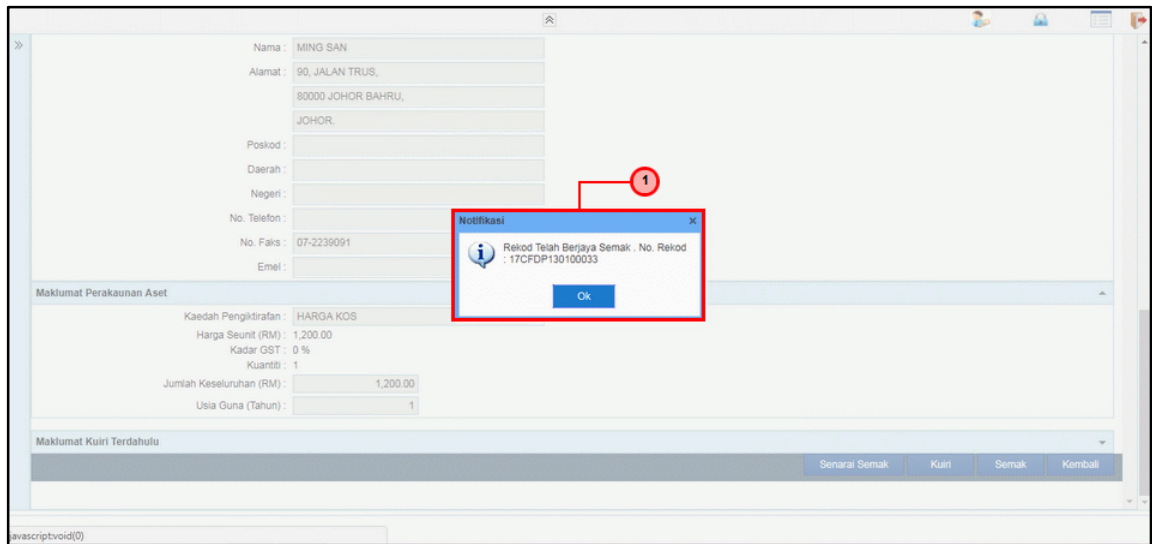 Nama : MING SAN
Alamat : 90, JALAN TRUS,
80000 JOHOR BAHRU,
JOHOR.
Poskod :
Daerah :
Negeri :
No. Telefon :
No. Faks : 07-2239091
Emel :
1
Notifikasi x
Rekod Telah Berjaya Semak . No. Rekod
: 17CFDP130100033
Ok
Maklumat Perakaunan Aset
Kaedah Pengiktirafan : HARGA KOS
Harga Seunit (RM) : 1,200.00
Kadar GST : 0 %
Kuantiti : 1
Jumlah Keseluruhan (RM) : 1,200.00
Usia Guna (Tahun) : 1
Maklumat Kuiri Terdahulu
Senarai Semak Kuiri Semak Kembali
javascript:void(0)